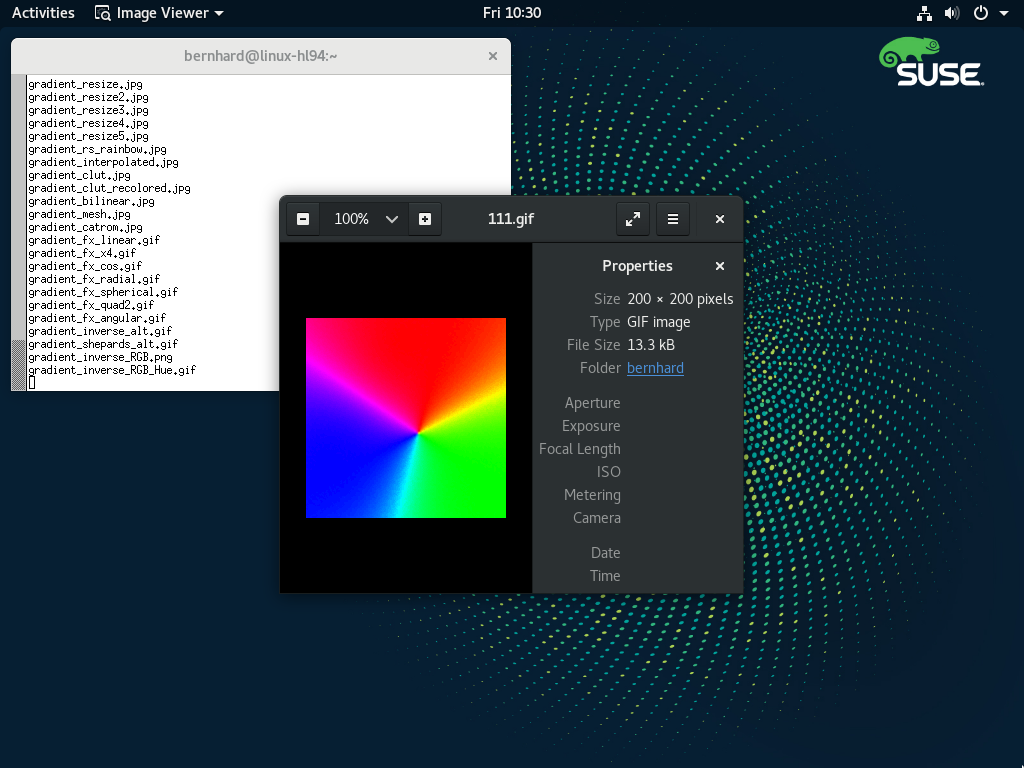 Activities Image Viewer Fri 10:30
SUSE
bernhard@linux-hl94:~
gradient_resize.jpg
gradient_resize2.jpg
gradient_resize3.jpg
gradient_resize4.jpg
gradient_resize5.jpg
gradient_rs_rainbow.jpg
gradient_interpolated.jpg
gradient_clut.jpg
gradient_clut_recolored.jpg
gradient_bilinear.jpg
gradient_mesh.jpg
gradient_catrom.jpg
gradient_fx_linear.gif
gradient_fx_x4.gif
gradient_fx_cos.gif
gradient_fx_radial.gif
gradient_fx_spherical.gif
gradient_fx_quad2.gif
gradient_fx_angular.gif
gradient_inverse_alt.gif
gradient_shepards_alt.gif
gradient_inverse_RGB.png
gradient_inverse_RGB_Hue.gif
100% 111.gif
Properties
Size 200 × 200 pixels
Type GIF image
File Size 13.3 kB
Folder bernhard
Aperture
Exposure
Focal Length
ISO
Metering
Camera
Date
Time